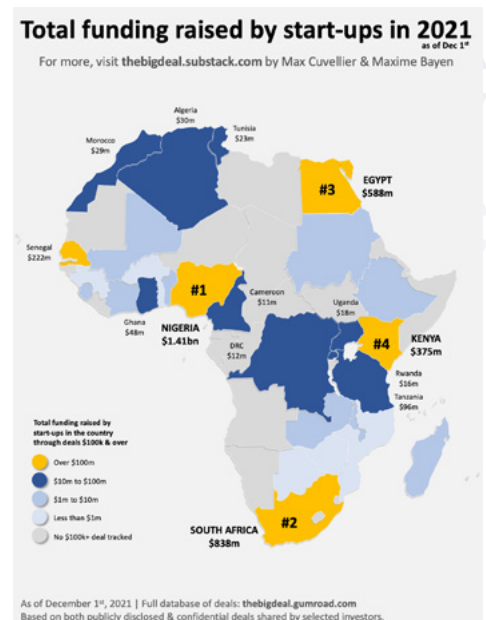 Total funding raised by start-ups in 2021
as of Dec 1st
For more, visit thebigdeal.substack.com by Max Cuvellier & Maxime Bayen
Algeria
$30m
Tunisia
$23m
Morocco
$29m
#3
EGYPT
$588m
Senegal
$222m
#1
Cameroon
$11m
Uganda
$18m
Ghana
$48m
NIGERIA
$1.41bn
DRC
$12m
#4
KENYA
$375m
Rwanda
$16m
Tanzania
$96m
Total funding raised by
start-ups in the country
through deals $100k & over
Over $100m
$10m to $100m
$1m to $10m
Less than $1m
No $100k+ deal tracked
#2
SOUTH AFRICA
$838m
As of December 1st, 2021 | Full database of deals: thebigdeal.gumroad.com
Based on both publicly disclosed & confidential deals shared by selected investors.